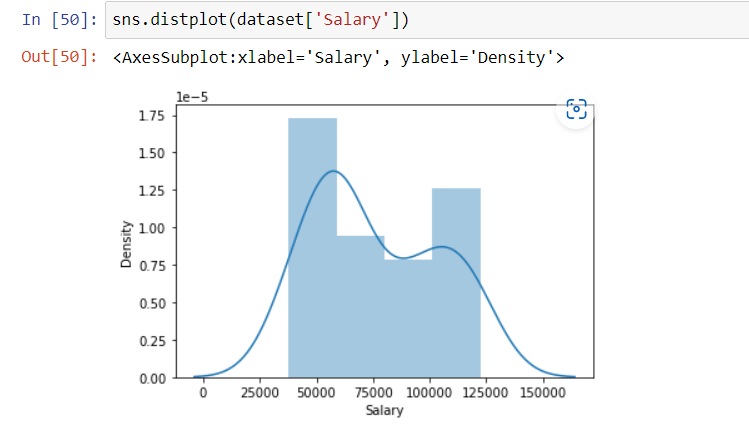 In [50]: sns.distplot(dataset['Salary'])
Out[50]: <AxesSubplot:xlabel='Salary', ylabel='Density'>
1e−5
1.75
1.50
1.25
1.00
0.75
0.50
0.25
0.00
Density
0 25000 50000 75000 100000 125000 150000
Salary